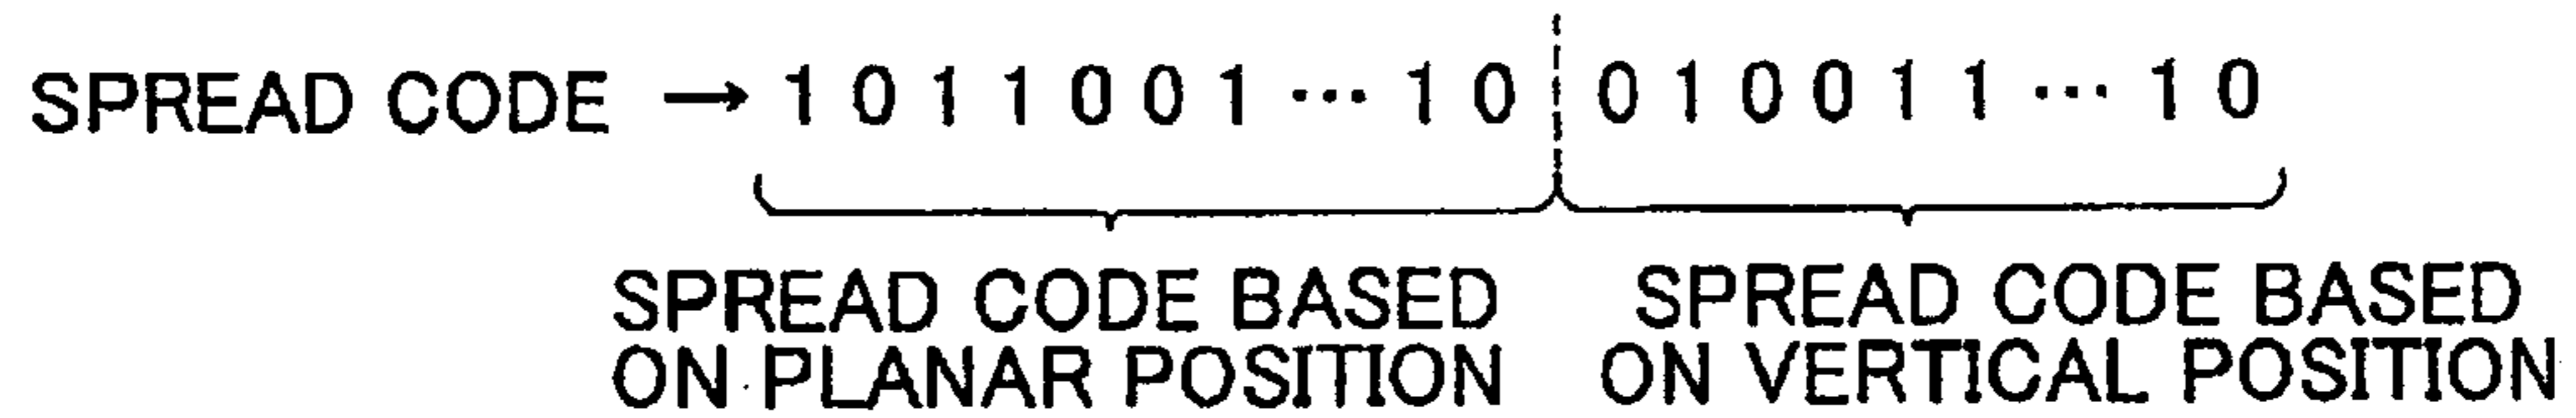 SPREAD CODE → 1 0 1 1 0 0 1 ··· 1 0 0 1 0 0 1 1 ··· 1 0
SPREAD CODE BASED ON PLANAR POSITION
SPREAD CODE BASED ON VERTICAL POSITION